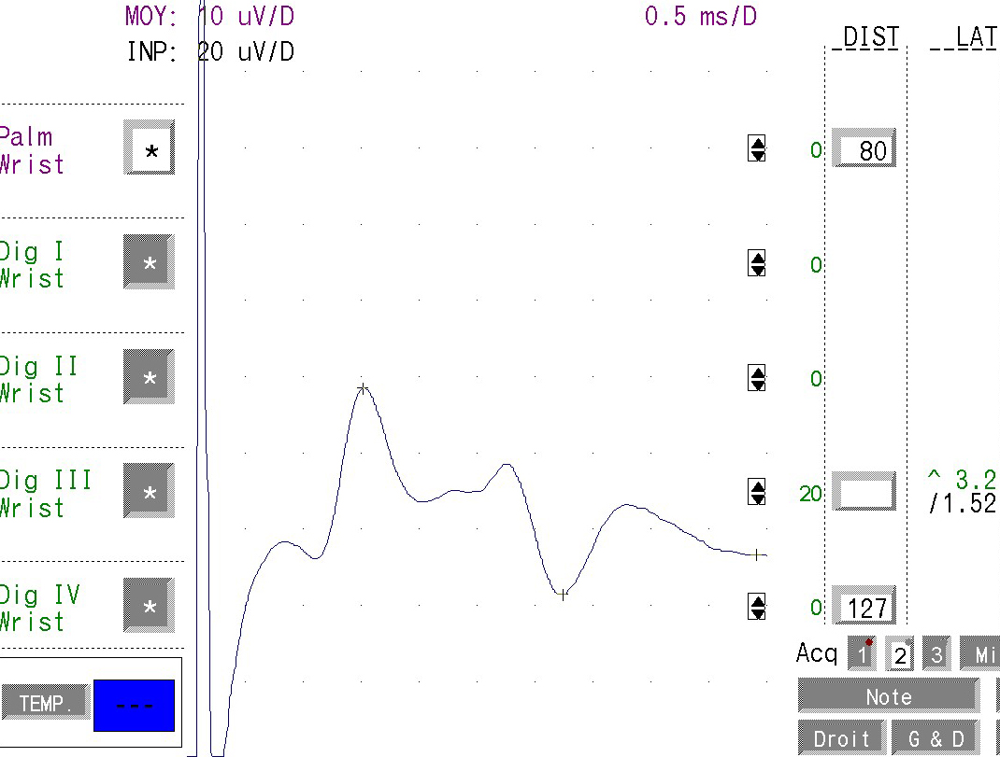 MOY: 10 uV/D 0.5 ms/D
INP: 20 uV/D
DIST LAT
Palm
Wrist
* 0 80
Dig I
Wrist
* 0
Dig II
Wrist
* 0
Dig III
Wrist
* 20
^ 3.2
/1.52
Dig IV
Wrist
* 0 127
Acq 1 2 3 Mi
TEMP. ---
Note
Droit G & D